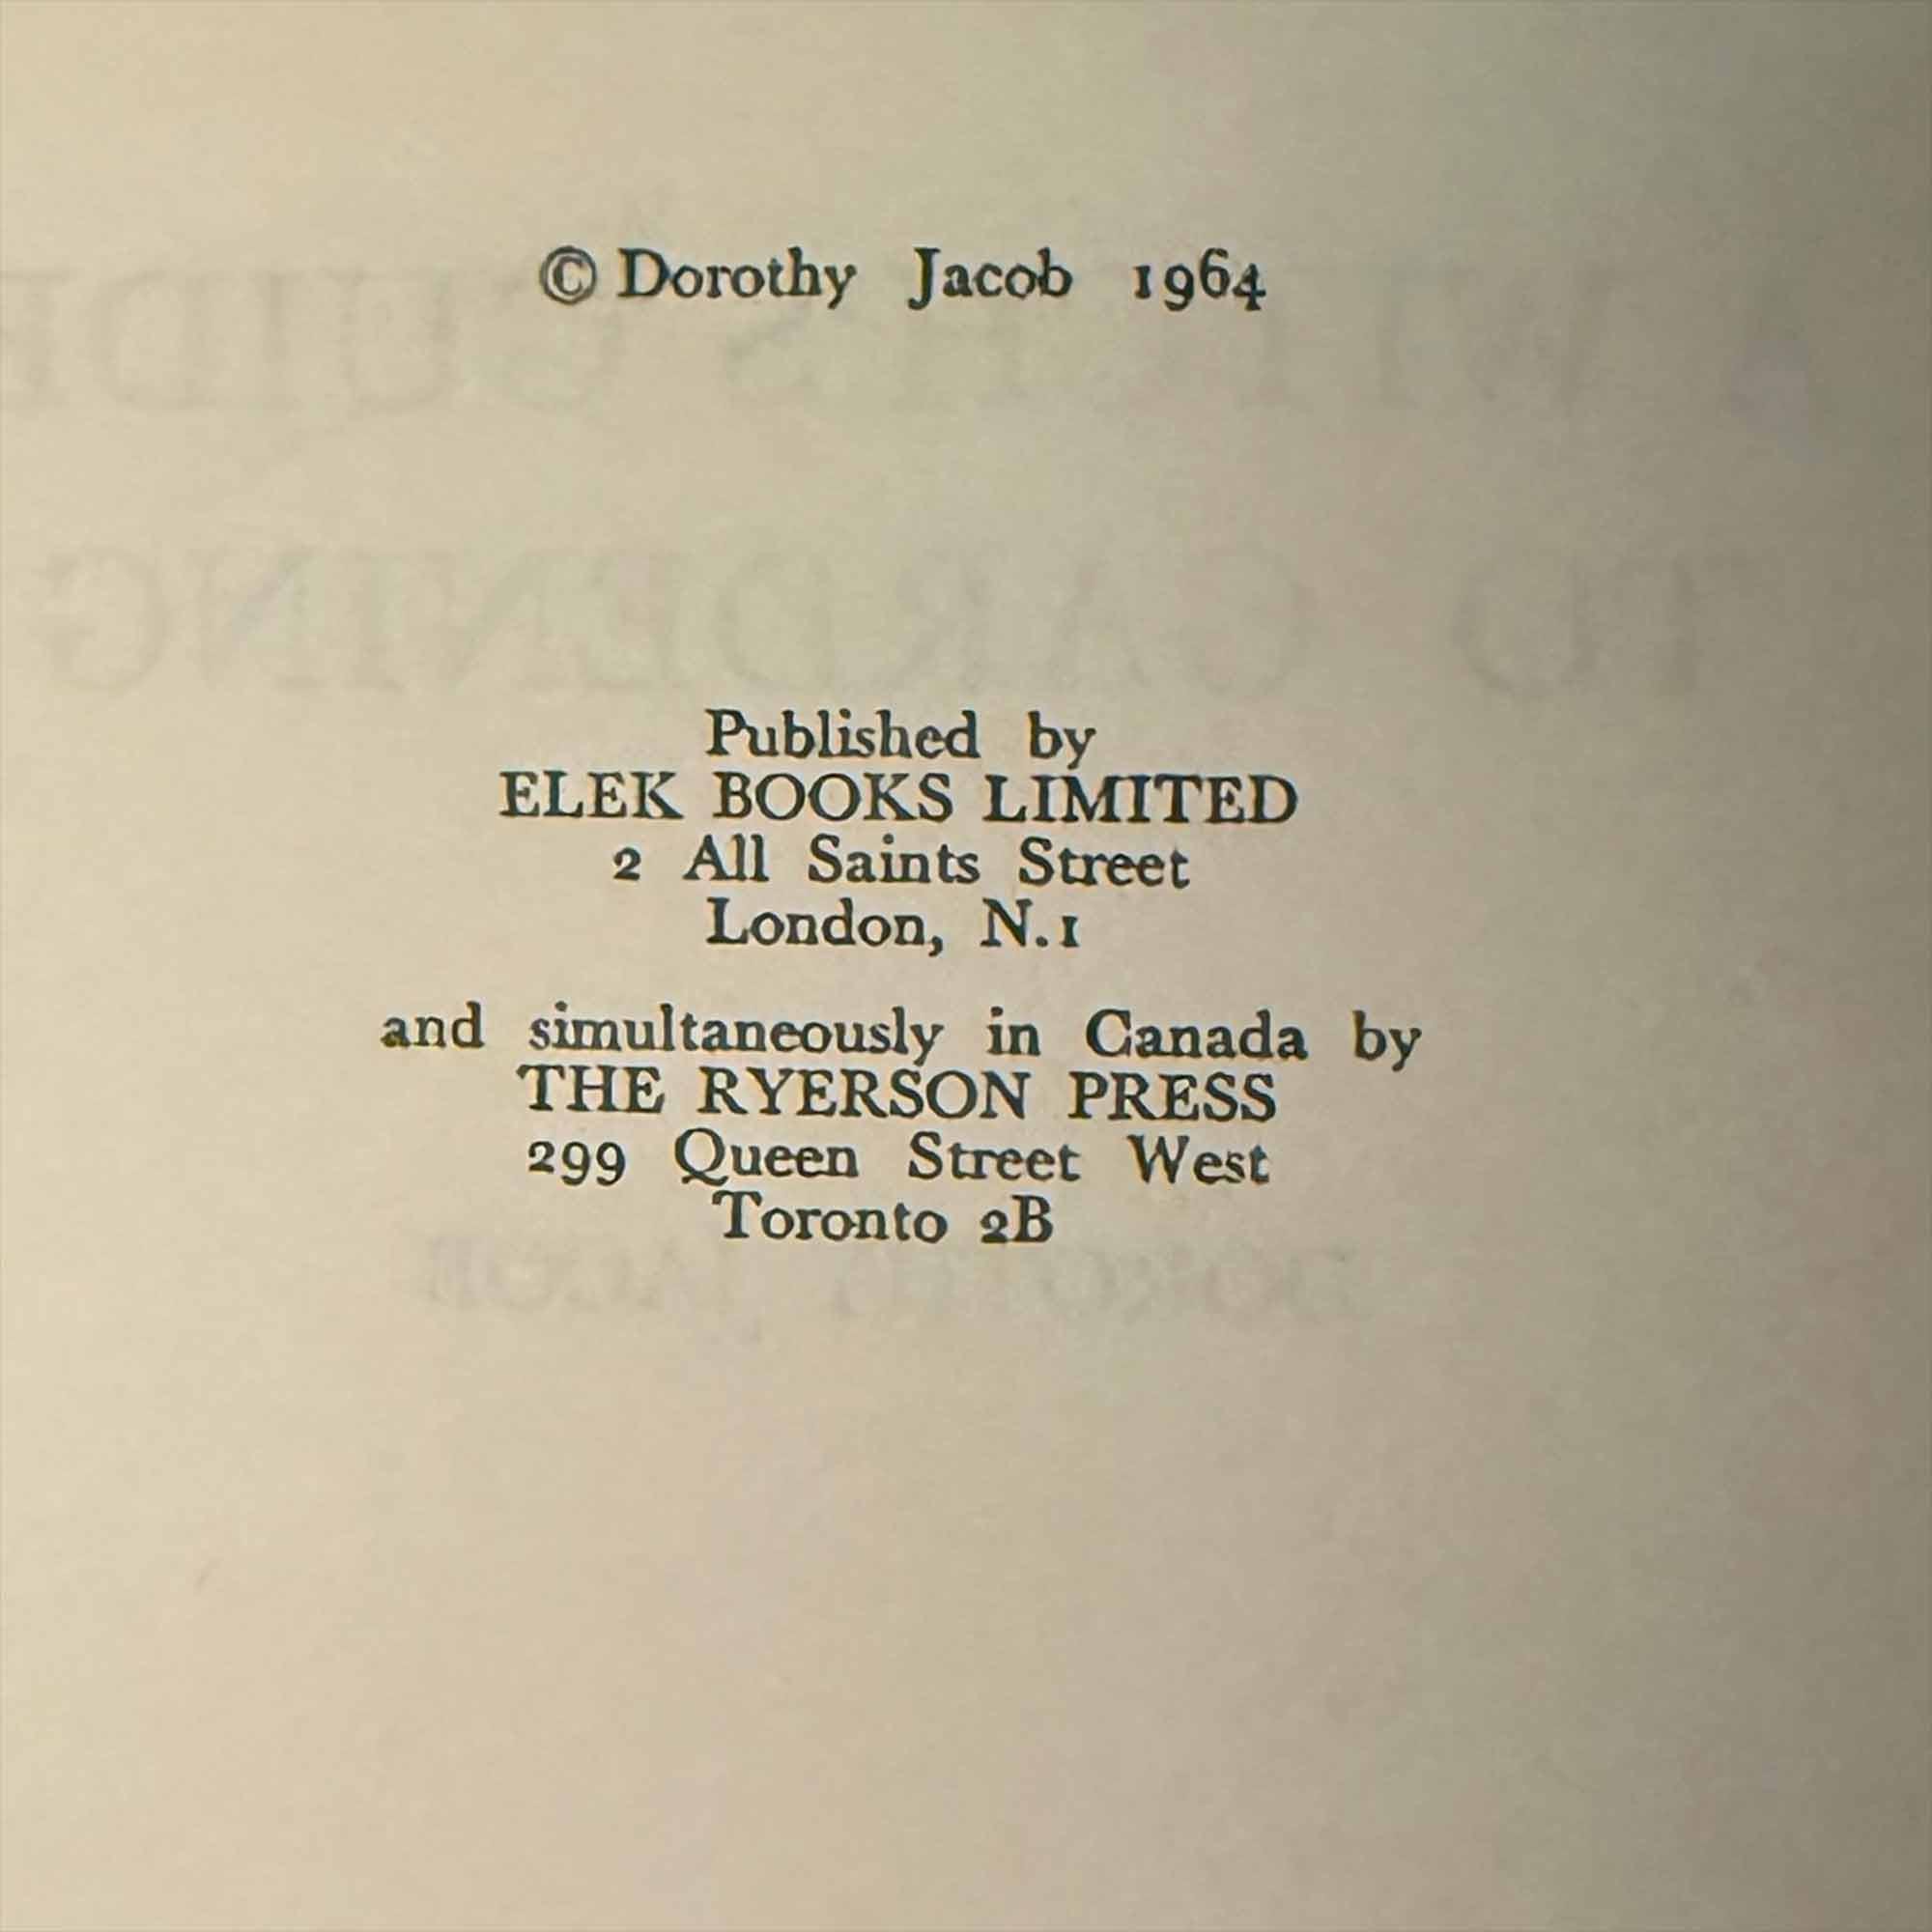 © Dorothy Jacob 1964
Published by
ELEK BOOKS LIMITED
2 All Saints Street
London, N.1
and simultaneously in Canada by
THE RYERSON PRESS
299 Queen Street West
Toronto 2B